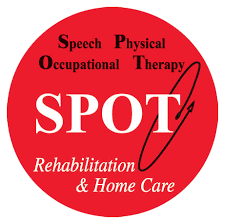 Speech Physical
Occupational Therapy
SPOT
Rehabilitation
& Home Care